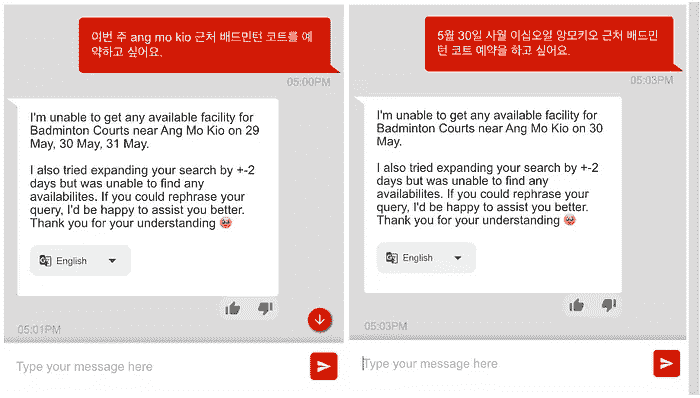 이번 주 ang mo kio 근처 배드민턴 코트를 예
약하고 싶어요.
05:00PM
I'm unable to get any available facility for
Badminton Courts near Ang Mo Kio on 29
May, 30 May, 31 May.
I also tried expanding your search by +-2
days but was unable to find any
availabilites. If you could rephrase your
query, I'd be happy to assist you better.
Thank you for your understanding
English
05:01PM
Type your message here
5월 30일 사월 이십오일 앙모키오 근처 배드민
턴 코트 예약을 하고 싶어요.
05:03PM
I'm unable to get any available facility for
Badminton Courts near Ang Mo Kio on 30
May.
I also tried expanding your search by +-2
days but was unable to find any
availabilites. If you could rephrase your
query, I'd be happy to assist you better.
Thank you for your understanding
English
05:03PM
Type your message here